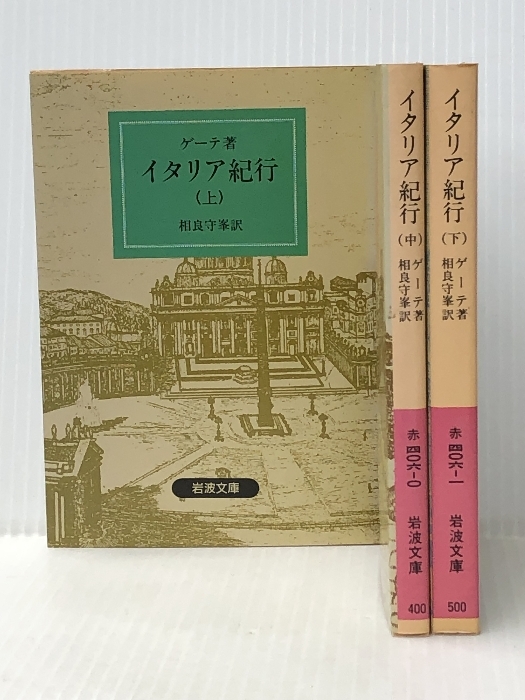 ゲーテ著
イタリア紀行
(上)
相良守峯訳
岩波文庫
イタリア紀行(中)
ゲーテ著
相良守峯訳
赤四〇六-〇
岩波文庫
400
イタリア紀行(下)
ゲーテ著
相良守峯訳
赤四〇六-一
岩波文庫
500